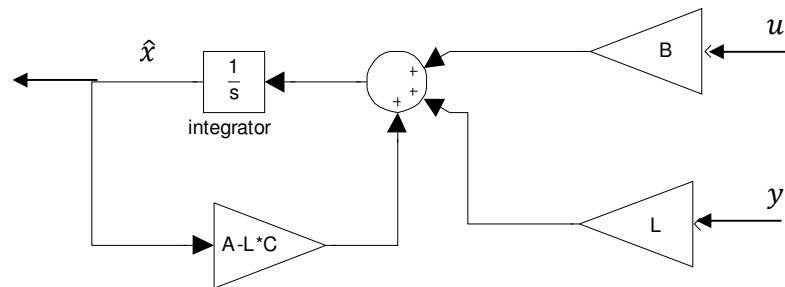 x̂
1
s
integrator
+
+
+
B
u
A-L*C
L
y